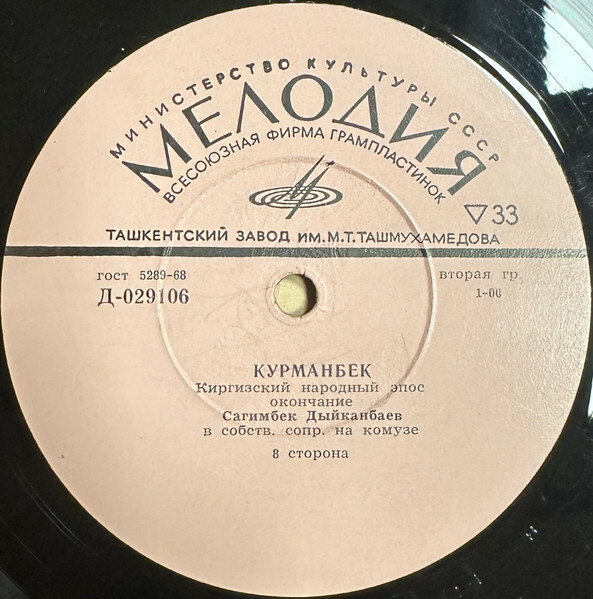 МИНИСТЕРСТВО КУЛЬТУРЫ СССР
МЕЛОДИЯ
ВСЕСОЮЗНАЯ ФИРМА ГРАМПЛАСТИНОК
▽33
ТАШКЕНТСКИЙ ЗАВОД ИМ. М.Т.ТАШМУХАМЕДОВА
гост 5289-68
вторая гр.
Д-029106
1-00
КУРМАНБЕК
Киргизский народный эпос
окончание
Сагимбек Дыйканбаев
в собств. сопр. на комузе
8 сторона